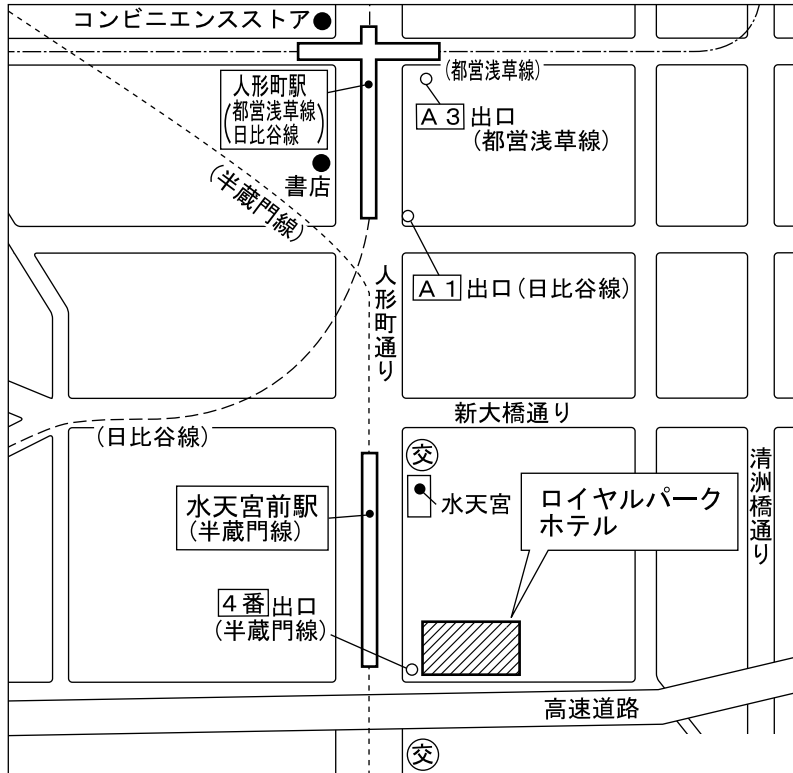 コンビニエンスストア
(都営浅草線)
人形町駅
(都営浅草線
日比谷線)
A3出口
(都営浅草線)
書店
(半蔵門線)
A1出口(日比谷線)
人形町通り
新大橋通り
(日比谷線)
交
水天宮
清洲橋通り
水天宮前駅
(半蔵門線)
ロイヤルパーク
ホテル
4番出口
(半蔵門線)
高速道路
交